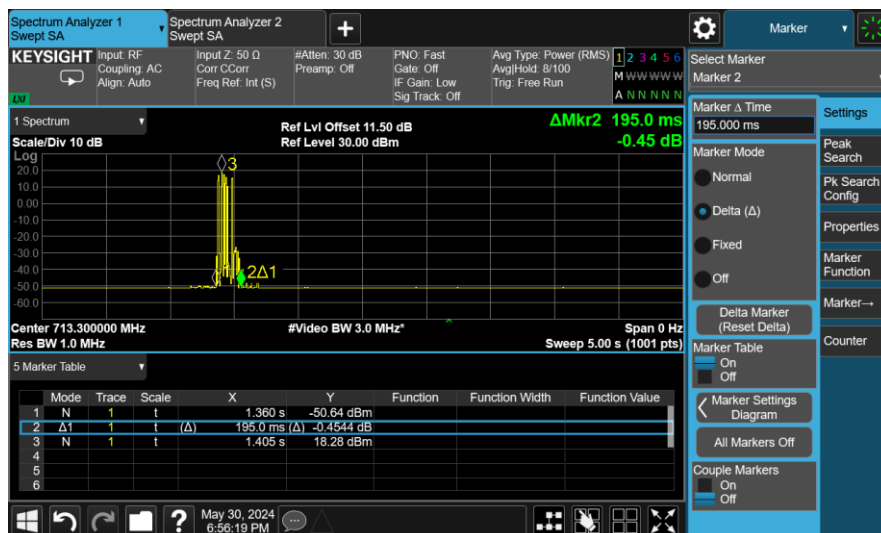 Spectrum Analyzer 1
Swept SA
Spectrum Analyzer 2
Swept SA
+
Marker
KEYSIGHT
Input: RF
Coupling: AC
Align: Auto
Input Z: 50 Ω
Corr CCorr
Freq Ref: Int (S)
#Atten: 30 dB
Preamp: Off
PNO: Fast
Gate: Off
IF Gain: Low
Sig Track: Off
Avg Type: Power (RMS)
Avg|Hold: 8/100
Trig: Free Run
1 2 3 4 5 6
M W W W W W
A N N N N N
LXI
Select Marker
Marker 2
1 Spectrum
Scale/Div 10 dB
Ref Lvl Offset 11.50 dB
Ref Level 30.00 dBm
ΔMkr2 195.0 ms
-0.45 dB
Log
20.0
10.0
0.00
-10.0
-20.0
-30.0
-40.0
-50.0
-60.0
3
2Δ1
Center 713.300000 MHz
Res BW 1.0 MHz
#Video BW 3.0 MHz*
Span 0 Hz
Sweep 5.00 s (1001 pts)
5 Marker Table
Mode Trace Scale X Y Function Function Width Function Value
1 N 1 t 1.360 s -50.64 dBm
2 Δ1 1 t (Δ) 195.0 ms (Δ) -0.4544 dB
3 N 1 t 1.405 s 18.28 dBm
4
5
6
Marker Δ Time
195.000 ms
Marker Mode
Normal
Delta (Δ)
Fixed
Off
Delta Marker
(Reset Delta)
Marker Table
On
Off
Marker Settings
Diagram
All Markers Off
Couple Markers
On
Off
Settings
Peak
Search
Pk Search
Config
Properties
Marker
Function
Marker→
Counter
?
May 30, 2024
6:56:19 PM